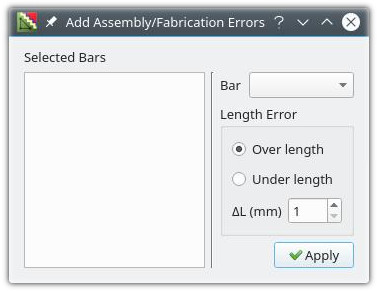 Add Assembly/Fabrication Errors ?
Selected Bars
Bar
Length Error
Over length
Under length
ΔL (mm) 1
Apply